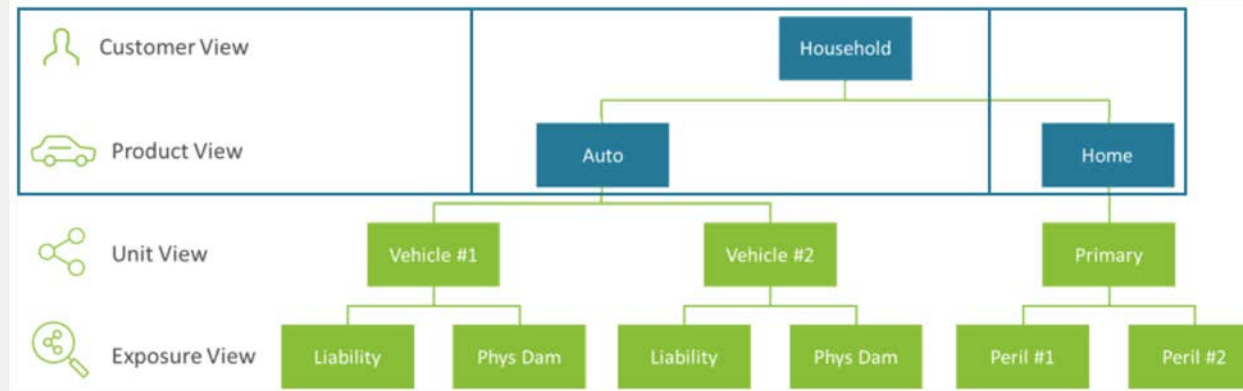 Customer View
Household
Product View
Auto
Home
Unit View
Vehicle #1
Vehicle #2
Primary
Exposure View
Liability
Phys Dam
Liability
Phys Dam
Peril #1
Peril #2